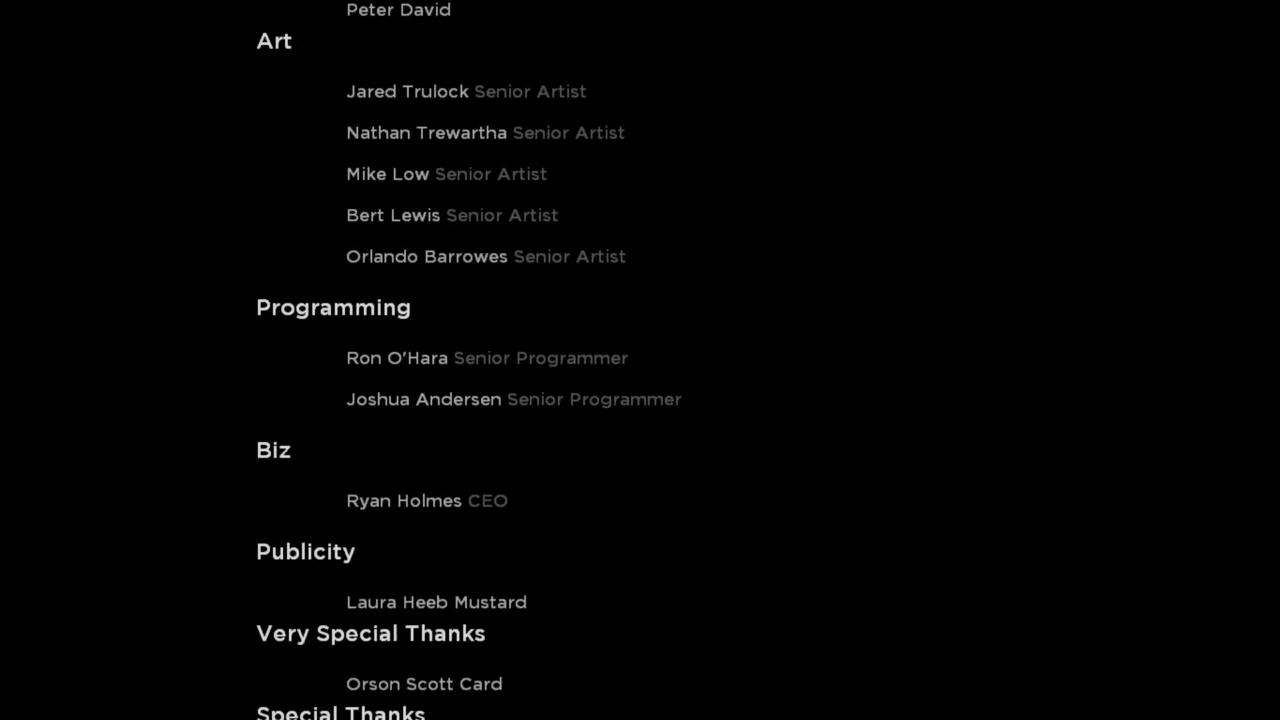 Peter David
Art
Jared Trulock Senior Artist
Nathan Trewartha Senior Artist
Mike Low Senior Artist
Bert Lewis Senior Artist
Orlando Barrowes Senior Artist
Programming
Ron O'Hara Senior Programmer
Joshua Andersen Senior Programmer
Biz
Ryan Holmes CEO
Publicity
Laura Heeb Mustard
Very Special Thanks
Orson Scott Card
Special Thanks